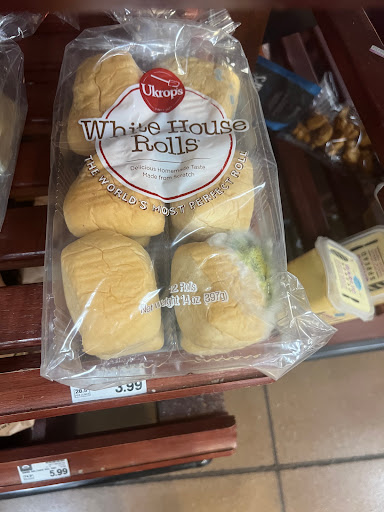 Ukrop's
White House
Rolls
Delicious Homemade Taste
Made from Scratch
THE WORLD'S MOST PERFECT ROLL
12 Rolls
Net Weight 14 oz (397g)
3.99
5.99